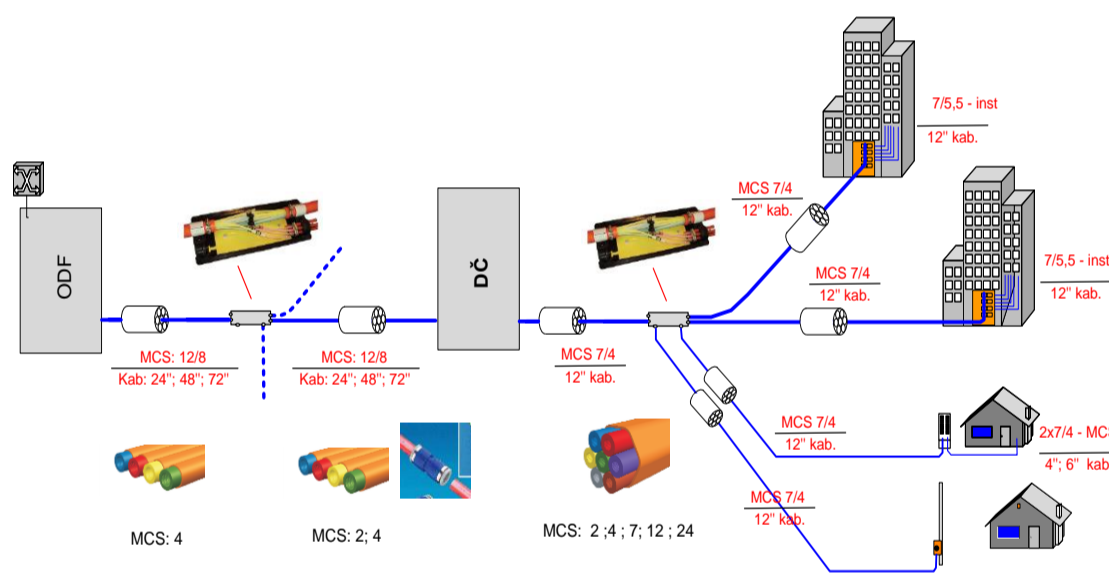 7/5,5 - inst
12" kab.
MCS 7/4
12" kab.
ODF
DČ
MCS 7/4
12" kab.
7/5,5 - inst
12" kab.
MCS: 12/8
Kab: 24"; 48"; 72"
MCS: 12/8
Kab: 24"; 48"; 72"
MCS 7/4
12" kab.
MCS 7/4
12" kab.
2x7/4 - MCS
4"; 6" kab
MCS 7/4
12" kab.
MCS: 4
MCS: 2; 4
MCS: 2 ;4 ; 7; 12 ; 24